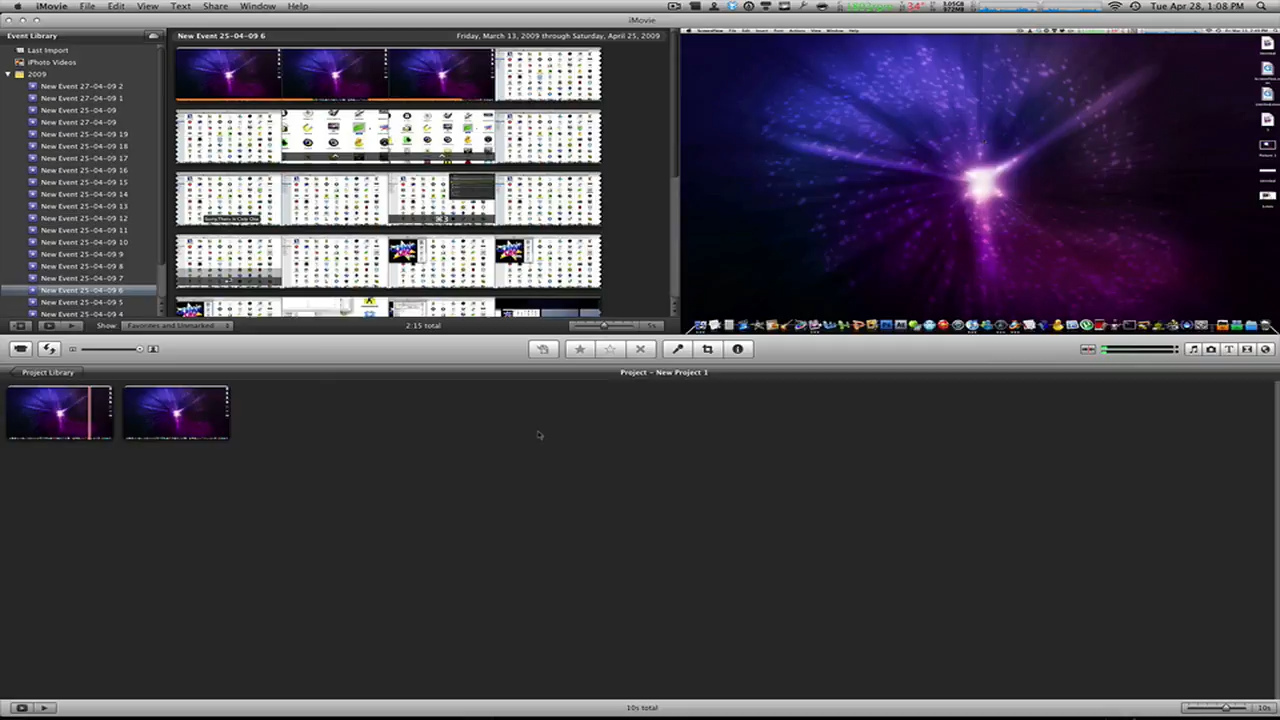 iMovie File Edit View Text Share Window Help
Tue Apr 28, 1:08 PM
iMovie
Event Library
New Event 25-04-09 6
Friday, March 13, 2009 through Saturday, April 25, 2009
Last Import
iPhoto Videos
2009
New Event 27-04-09 2
New Event 27-04-09 1
New Event 27-04-09
New Event 25-04-09 19
New Event 25-04-09 18
New Event 25-04-09 17
New Event 25-04-09 16
New Event 25-04-09 15
New Event 25-04-09 14
New Event 25-04-09 13
New Event 25-04-09 12
New Event 25-04-09 11
New Event 25-04-09 10
New Event 25-04-09 9
New Event 25-04-09 8
New Event 25-04-09 7
New Event 25-04-09 6
New Event 25-04-09 5
New Event 25-04-09 4
Show: Favorites and Unmarked
2:15 total
5s
Project Library
Project - New Project 1
10s total
10s